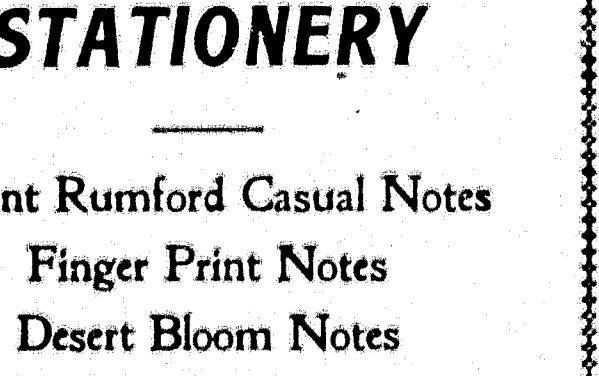 STATIONERY
nt Rumford Casual Notes
Finger Print Notes
Desert Bloom Notes